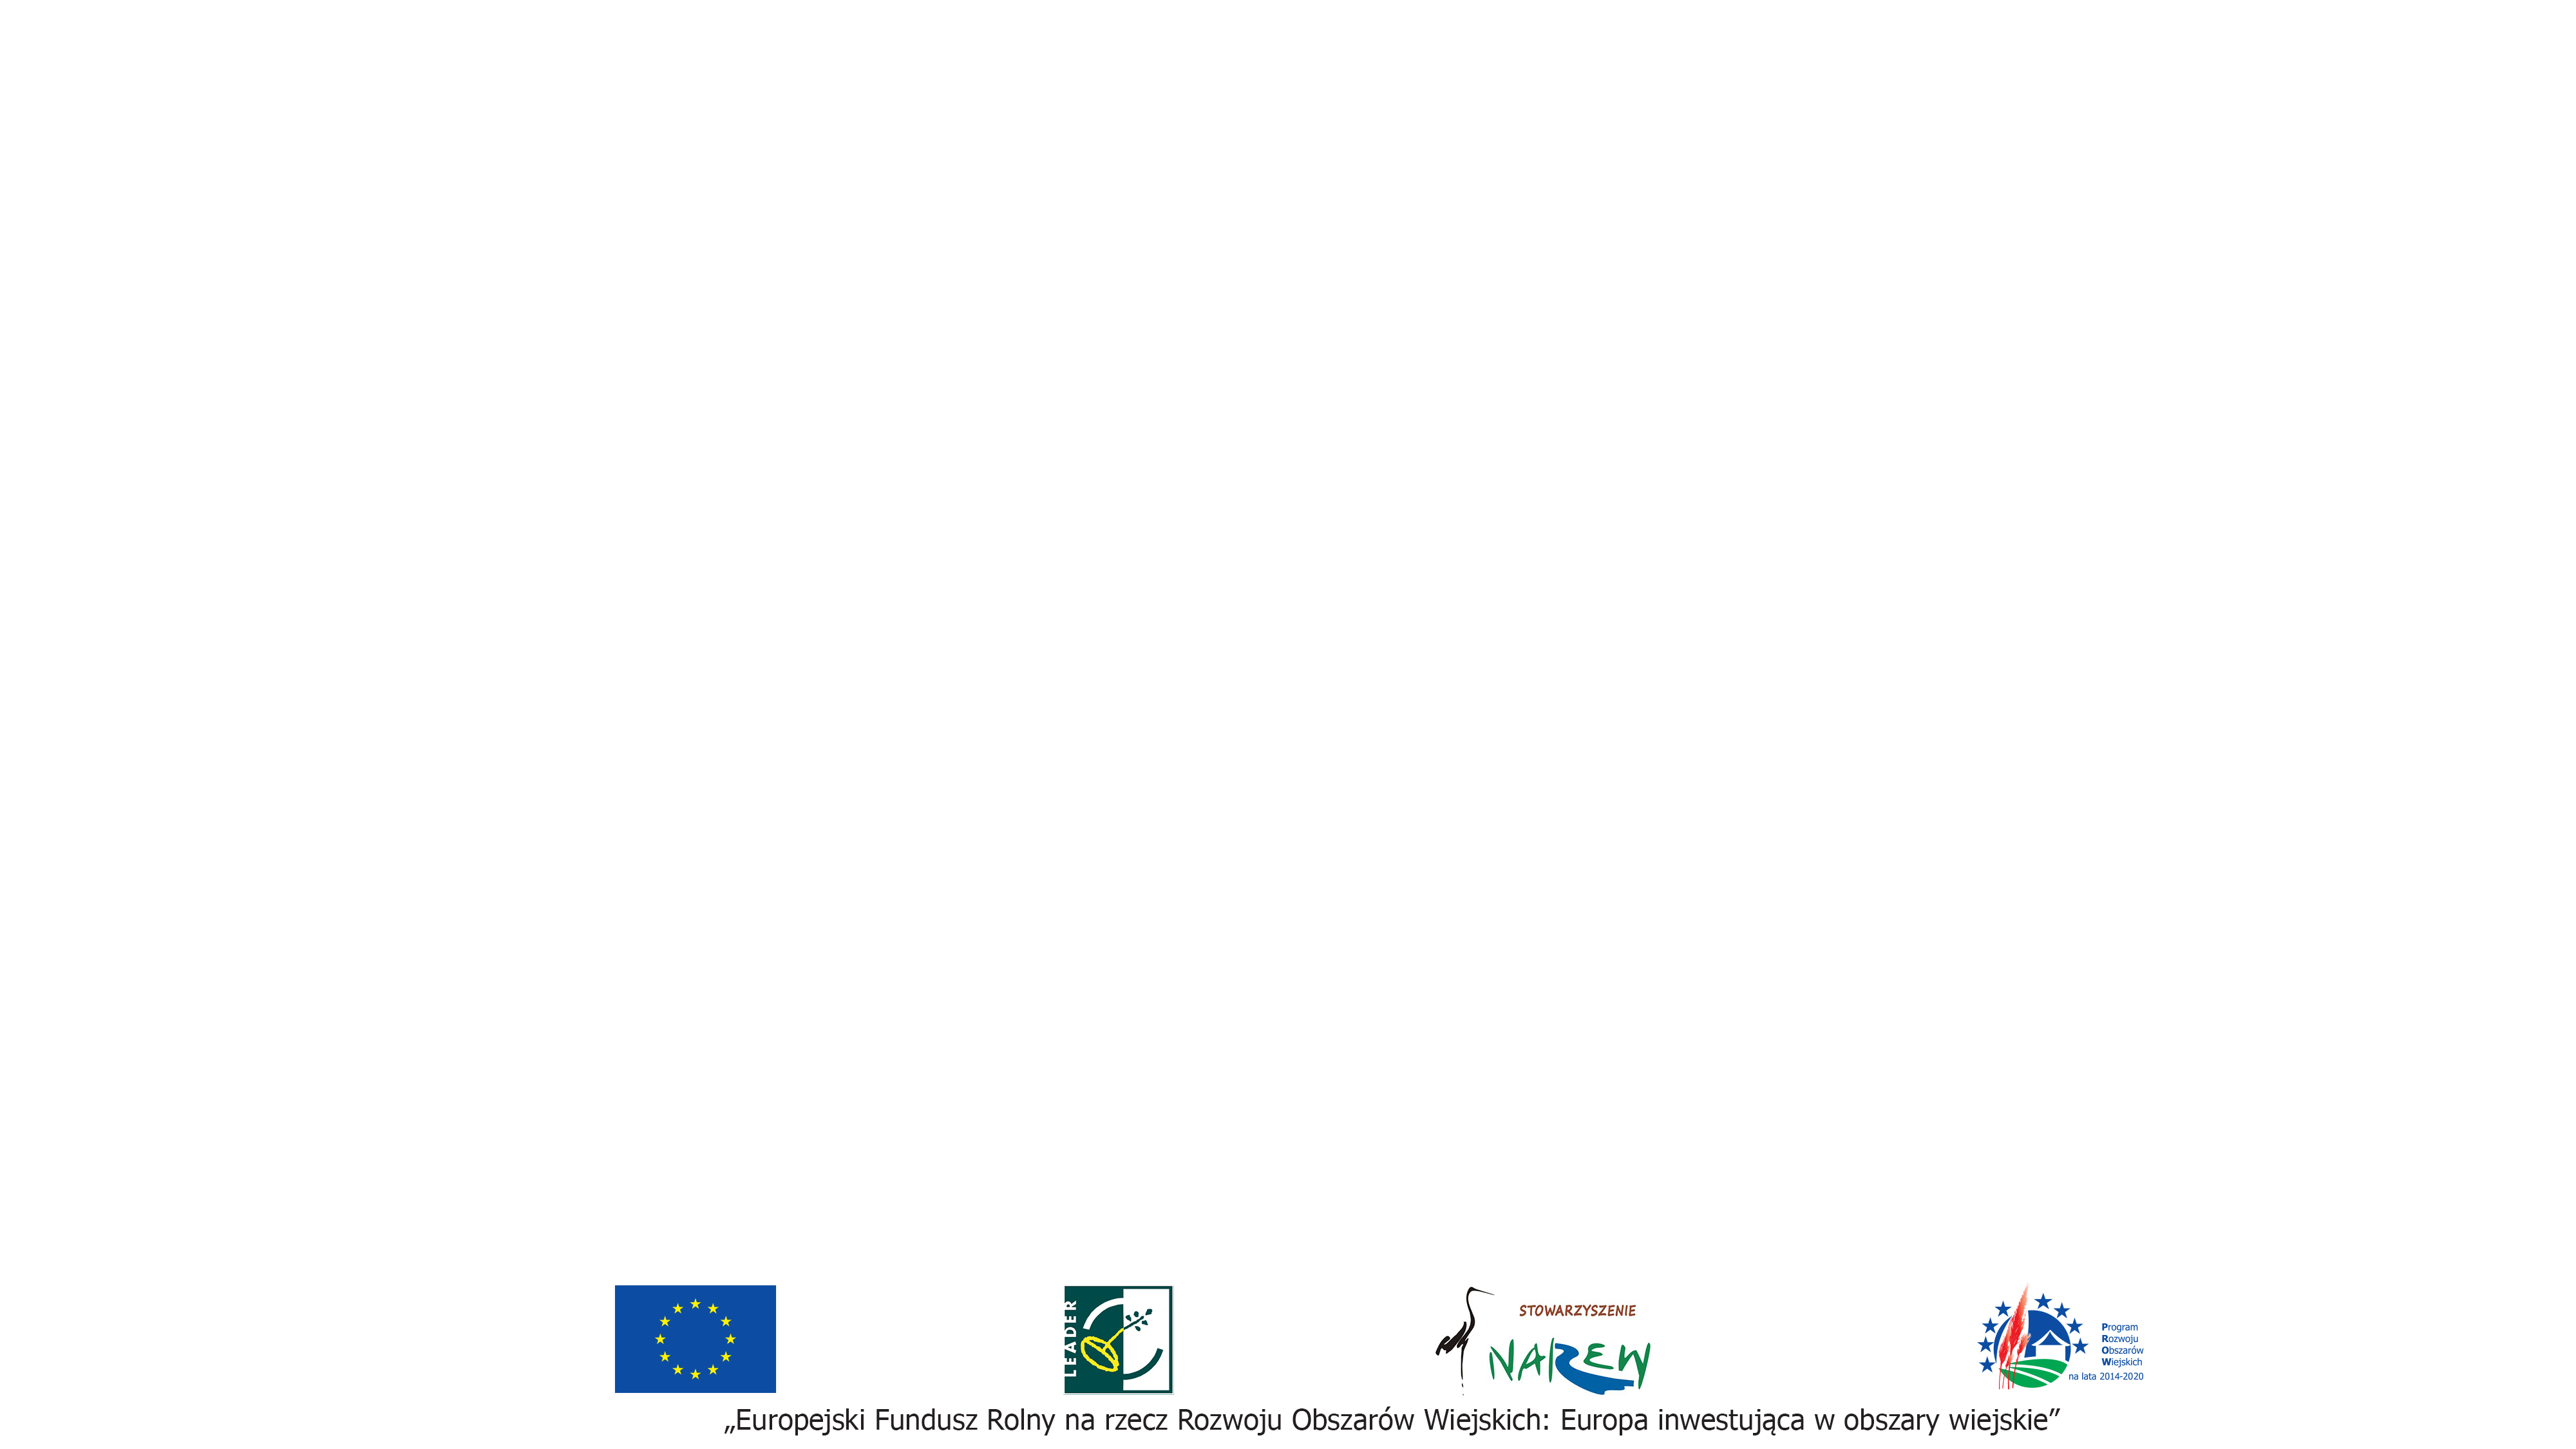 LEADER
STOWARZYSZENIE
NAREW
Program
Rozwoju
Obszarów
Wiejskich
na lata 2014-2020
„Europejski Fundusz Rolny na rzecz Rozwoju Obszarów Wiejskich: Europa inwestująca w obszary wiejskie”